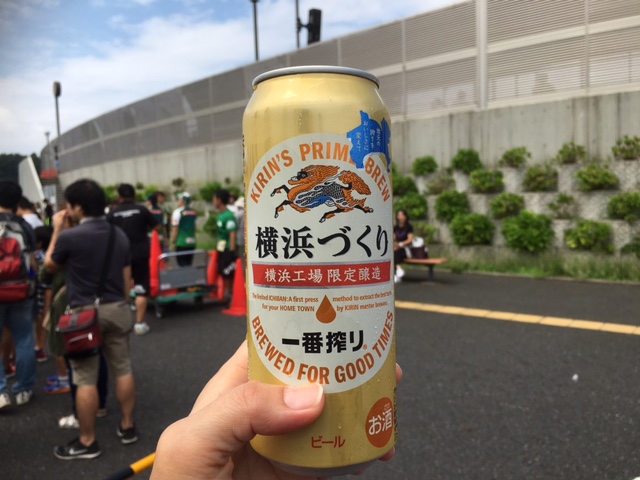 KIRIN'S PRIME BREW
横浜づくり
横浜工場限定醸造
The limited ICHIBAN: A first press method to extract the best taste
for your HOME TOWN by KIRIN master brewers.
一番搾り
BREWED FOR GOOD TIMES
ビール
お酒